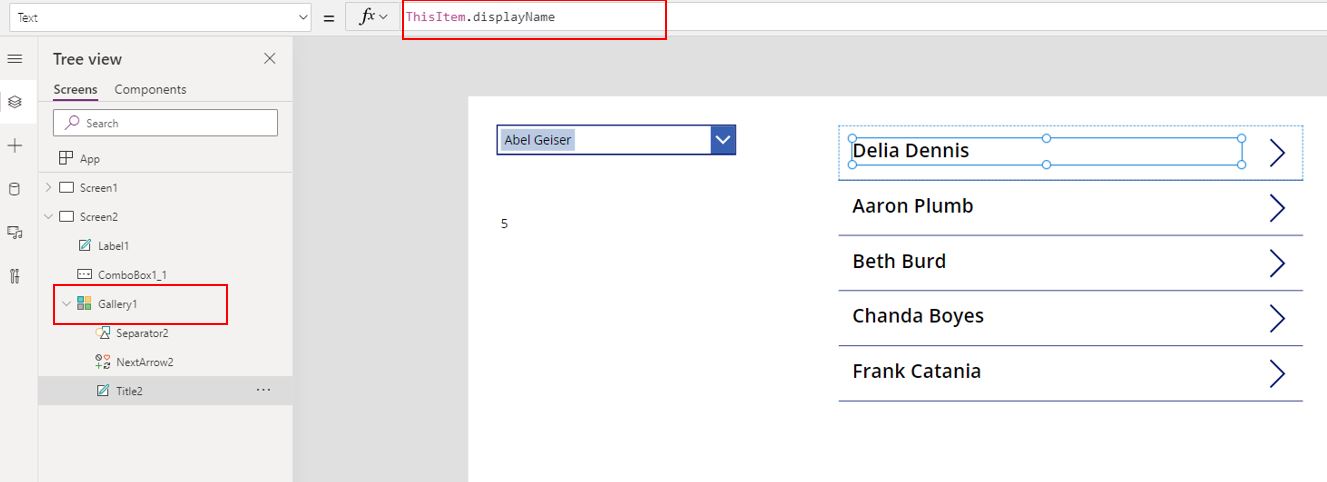 Text = fx ThisItem.displayName
Tree view
Screens Components
Search
App
Screen1
Screen2
Label1
ComboBox1_1
Gallery1
Separator2
NextArrow2
Title2 ...
Abel Geiser
5
Delia Dennis
Aaron Plumb
Beth Burd
Chanda Boyes
Frank Catania